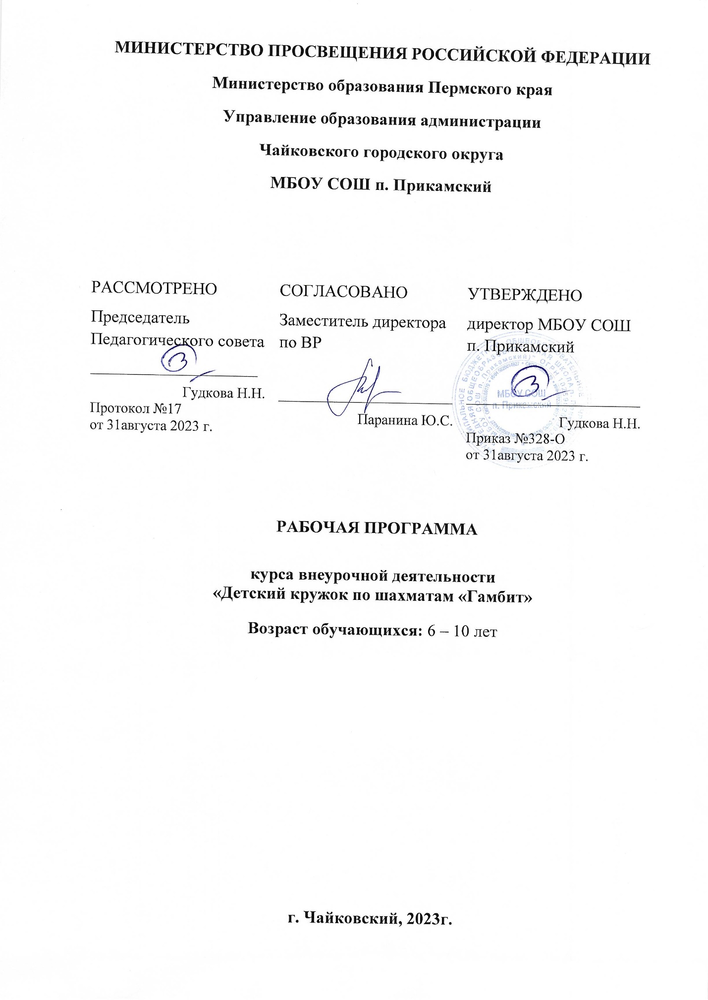 МИНИСТЕРСТВО ПРОСВЕЩЕНИЯ РОССИЙСКОЙ ФЕДЕРАЦИИ
Министерство образования Пермского края
Управление образования администрации
Чайковского городского округа
МБОУ СОШ п. Прикамский
РАССМОТРЕНО
Председатель
Педагогического совета
Гудкова Н.Н.
Протокол №17
от 31августа 2023 г.
СОГЛАСОВАНО
Заместитель директора
по ВР
Паранина Ю.С.
УТВЕРЖДЕНО
директор МБОУ СОШ
п. Прикамский
МБОУ СОШ
п. Прикамский
Гудкова Н.Н.
Приказ №328-О
от 31августа 2023 г.
РАБОЧАЯ ПРОГРАММА
курса внеурочной деятельности
«Детский кружок по шахматам «Гамбит»
Возраст обучающихся: 6 – 10 лет
г. Чайковский, 2023г.